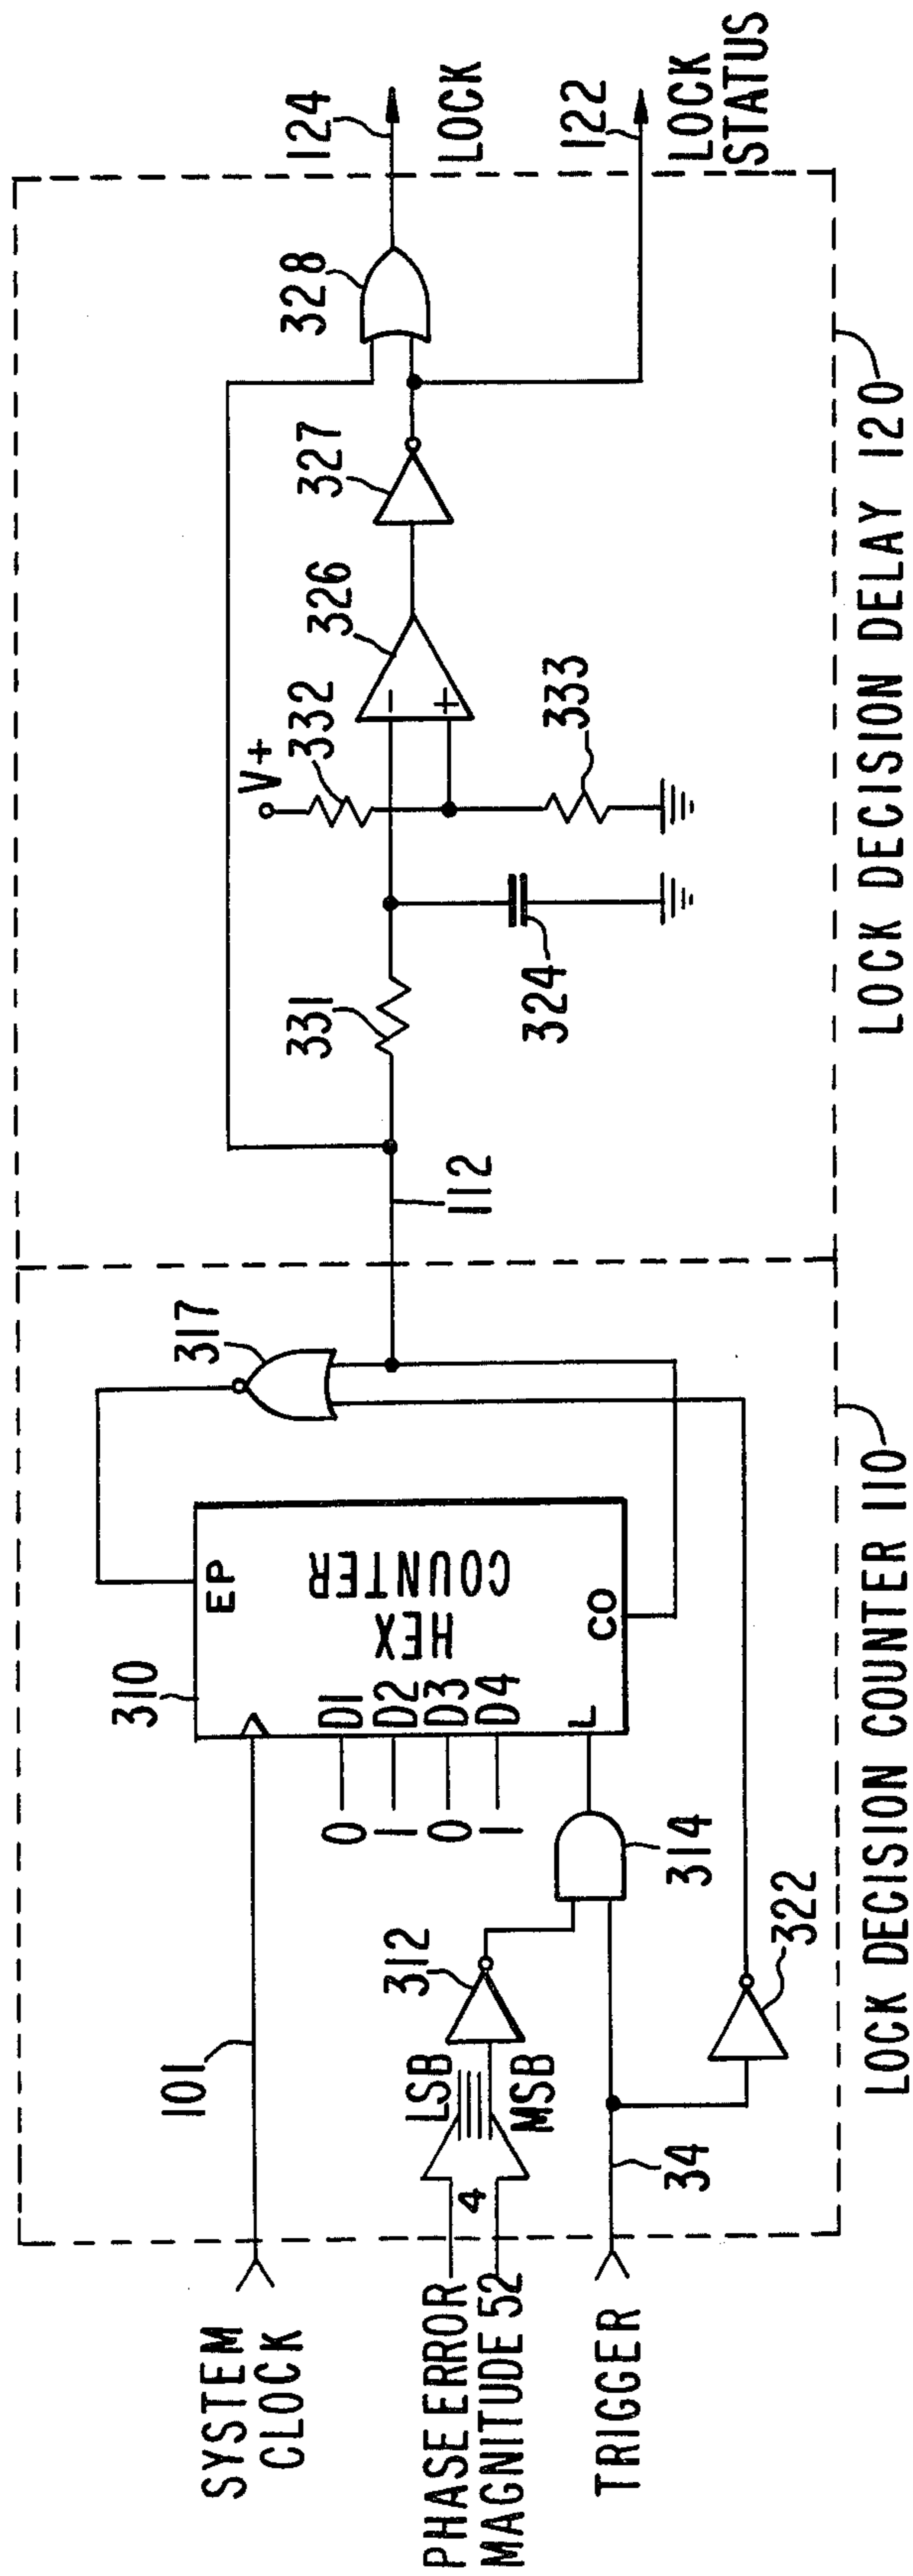 SYSTEM
CLOCK
101
PHASE ERROR
MAGNITUDE 52
4
LSB
MSB
312
TRIGGER
34
322
314
310
0 D1
1 D2
0 D3
1 D4
L
EP
CO
HEX
COUNTER
317
112
331
324
V+
332
333
−
+
326
327
328
124
LOCK
122
LOCK
STATUS
LOCK DECISION COUNTER 110
LOCK DECISION DELAY 120